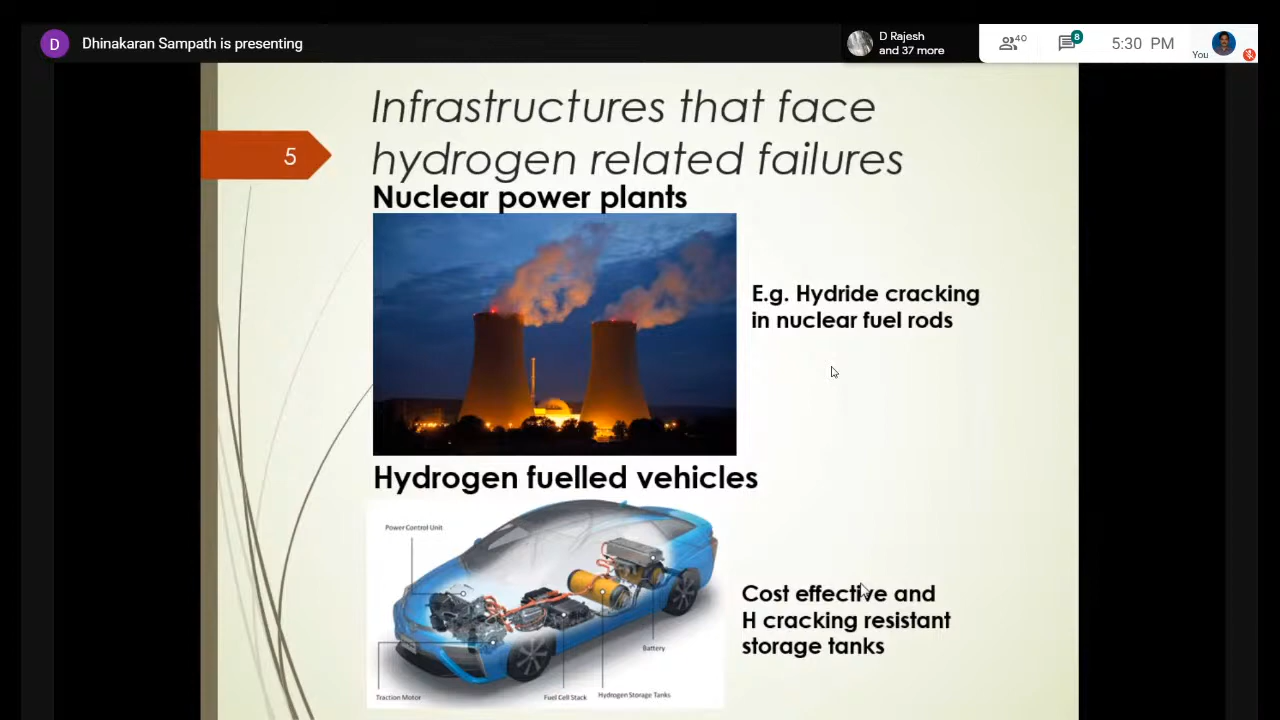 D
Dhinakaran Sampath is presenting
D Rajesh
and 37 more
40
8
5:30 PM
You
Infrastructures that face
hydrogen related failures
5
Nuclear power plants
E.g. Hydride cracking
in nuclear fuel rods
Hydrogen fuelled vehicles
Power Control Unit
Cost effective and
H cracking resistant
storage tanks
Battery
Traction Motor
Fuel Cell Stack
Hydrogen Storage Tanks